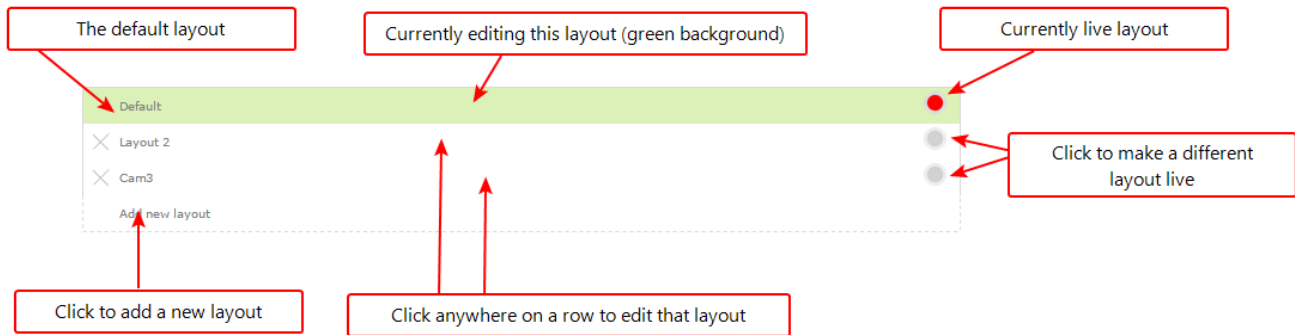 The default layout
Currently editing this layout (green background)
Currently live layout
Default
Layout 2
Click to make a different
layout live
Cam3
Add new layout
Click to add a new layout
Click anywhere on a row to edit that layout